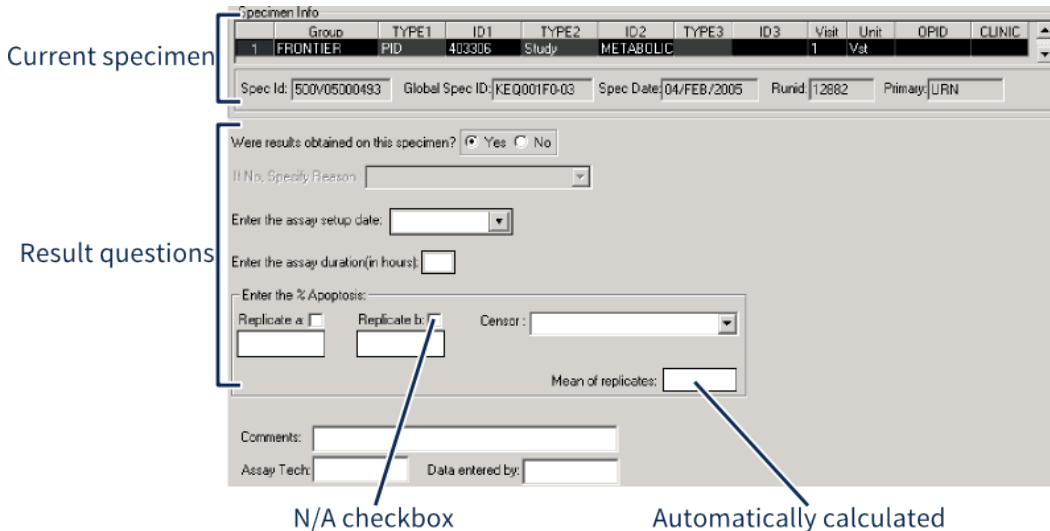 Specimen Info
Group TYPE1 ID1 TYPE2 ID2 TYPE3 ID3 Visit Unit OPID CLINIC
1 FRONTIER PID 403306 Study METABOLIC 1 Vst
Current specimen
Spec Id: 500V05000493 Global Spec ID: KEQ001F0-03 Spec Date: 04/FEB/2005 Runid: 12882 Primary: URN
Were results obtained on this specimen? Yes No
If No, Specify Reason
Enter the assay setup date:
Result questions
Enter the assay duration(in hours):
Enter the % Apoptosis:
Replicate a: Replicate b: Censor :
Mean of replicates:
Comments:
Assay Tech: Data entered by:
N/A checkbox Automatically calculated